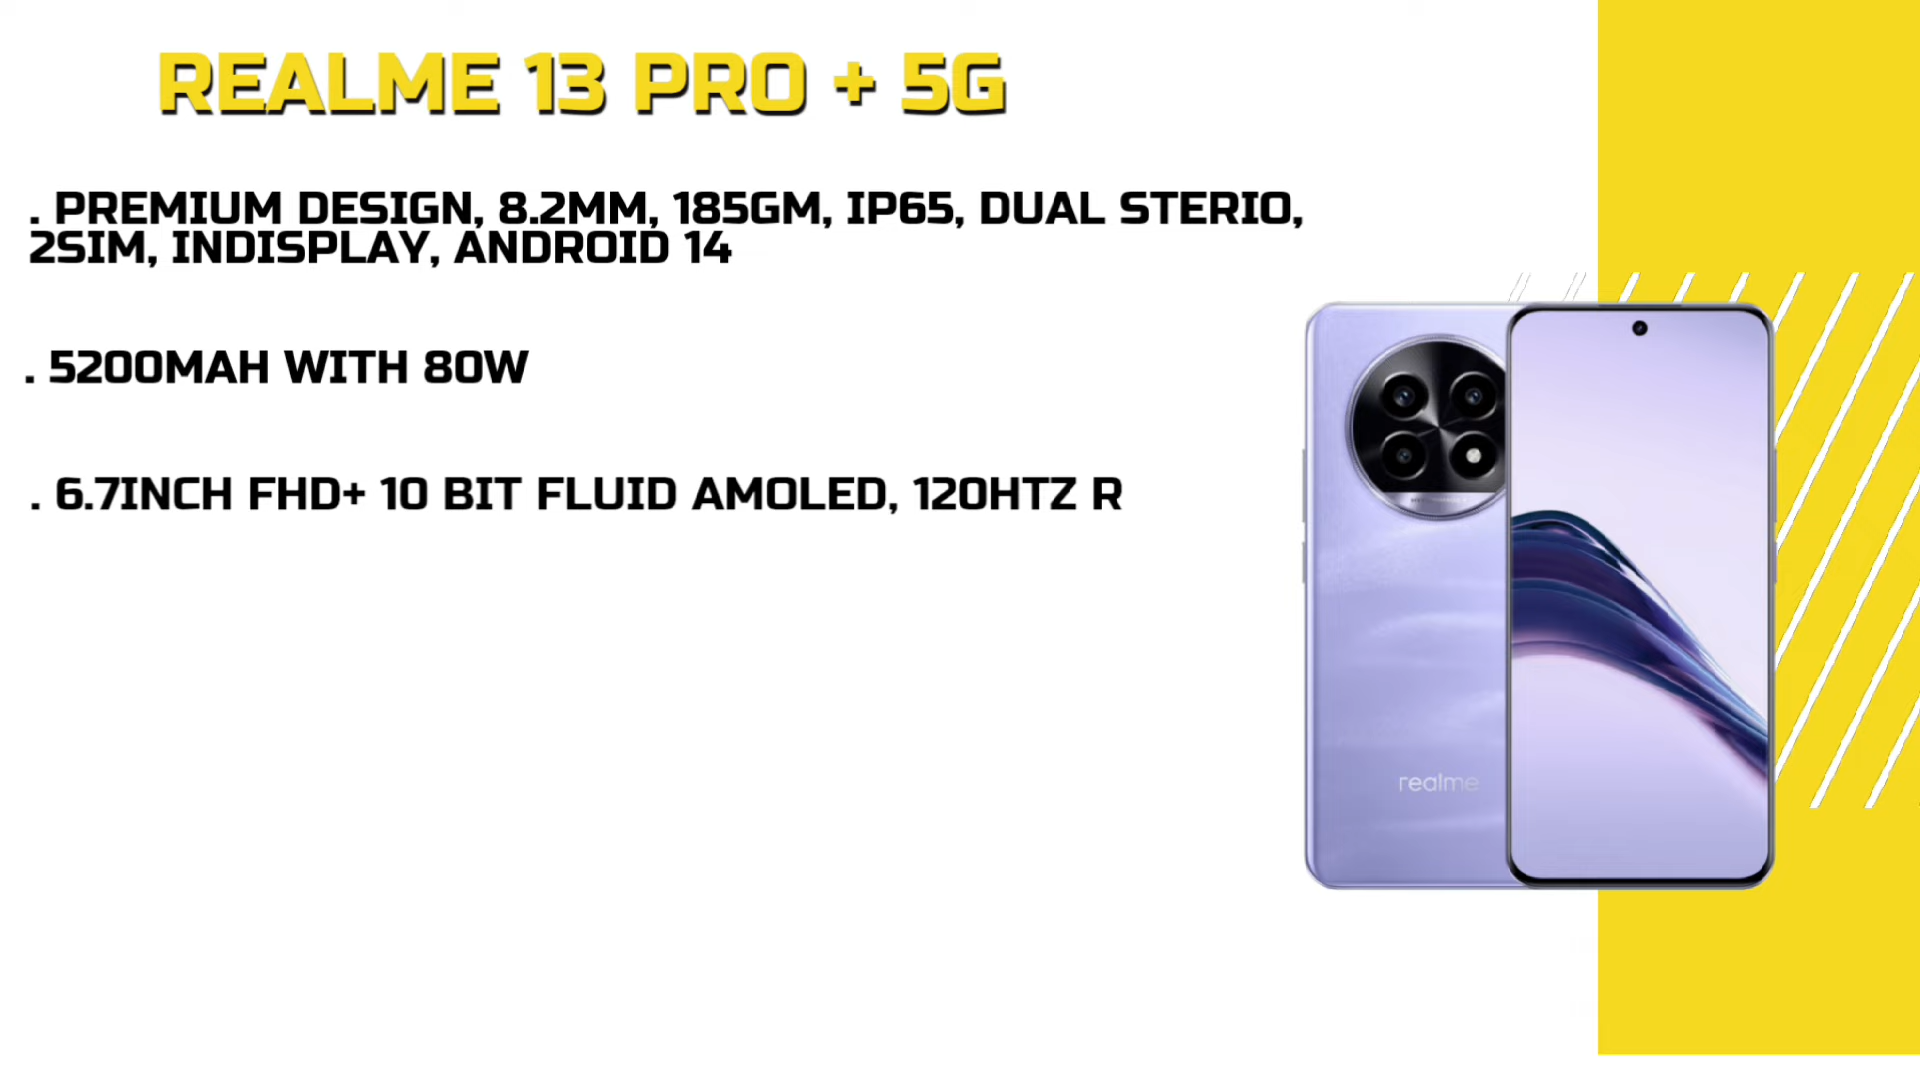 REALME 13 PRO + 5G
. PREMIUM DESIGN, 8.2MM, 185GM, IP65, DUAL STERIO,
2SIM, INDISPLAY, ANDROID 14
. 5200MAH WITH 80W
. 6.7INCH FHD+ 10 BIT FLUID AMOLED, 120HTZ R
realme